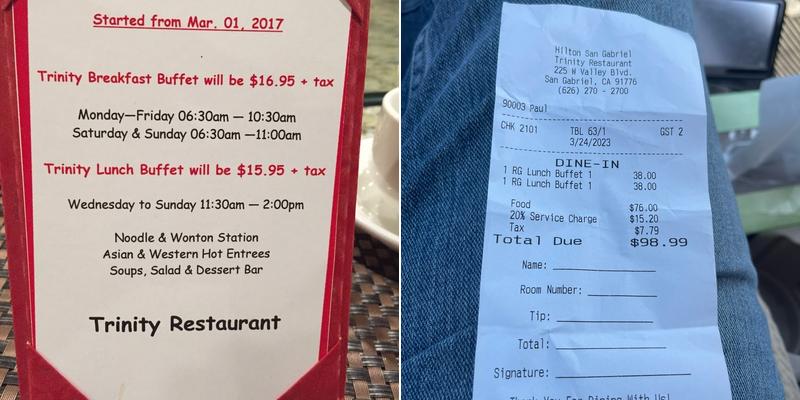 Started from Mar. 01, 2017
Trinity Breakfast Buffet will be $16.95 + tax
Monday—Friday 06:30am — 10:30am
Saturday & Sunday 06:30am —11:00am
Trinity Lunch Buffet will be $15.95 + tax
Wednesday to Sunday 11:30am — 2:00pm
Noodle & Wonton Station
Asian & Western Hot Entrees
Soups, Salad & Dessert Bar
Trinity Restaurant
Hilton San Gabriel
Trinity Restaurant
225 W Valley Blvd.
San Gabriel, CA 91776
(626) 270 - 2700
90003 Paul
CHK 2101 TBL 63/1 GST 2
3/24/2023
DINE-IN
1 RG Lunch Buffet 1 38.00
1 RG Lunch Buffet 1 38.00
Food $76.00
20% Service Charge $15.20
Tax $7.79
Total Due $98.99
Name:
Room Number:
Tip:
Total:
Signature:
Thank You For Dining With Us!